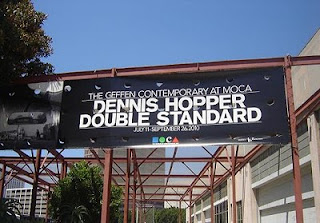 THE GEFFEN CONTEMPORARY AT MOCA
DENNIS HOPPER
DOUBLE STANDARD
JULY 11-SEPTEMBER 26, 2010
MOCA